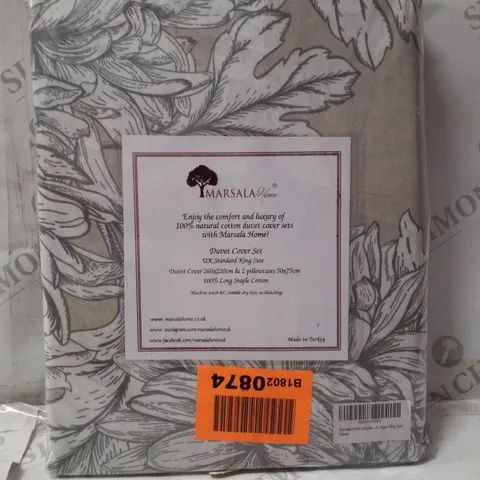 MARSALA Home
Enjoy the comfort and luxury of
100% natural cotton duvet cover sets
with Marsala Home!
Duvet Cover Set
UK Standard King Size
Duvet Cover 260x220cm & 2 pillowcases 50x75cm
100% Long Staple Cotton
Machine wash 40°, tumble dry low, no bleaching
www: marsalahome.co.uk
www.instagram.com/marsalahomeuk
www.facebook.com/marsalahomeuk
Made in Turkey
B1802 0874